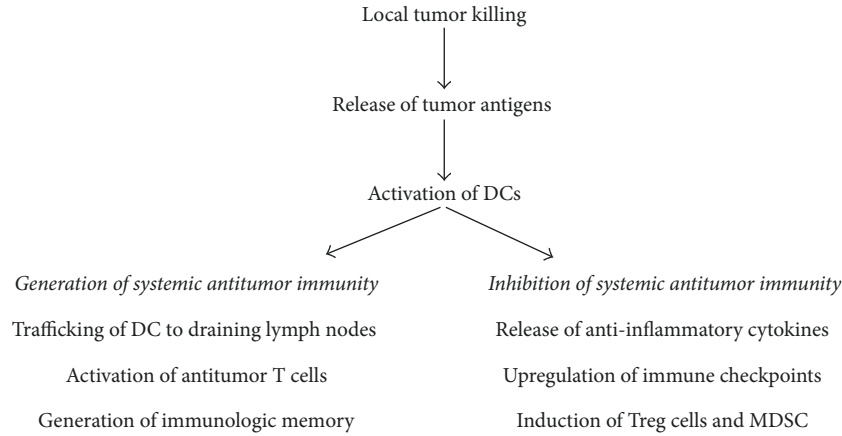 Local tumor killing
Release of tumor antigens
Activation of DCs
Generation of systemic antitumor immunity
Trafficking of DC to draining lymph nodes
Activation of antitumor T cells
Generation of immunologic memory
Inhibition of systemic antitumor immunity
Release of anti-inflammatory cytokines
Upregulation of immune checkpoints
Induction of Treg cells and MDSC